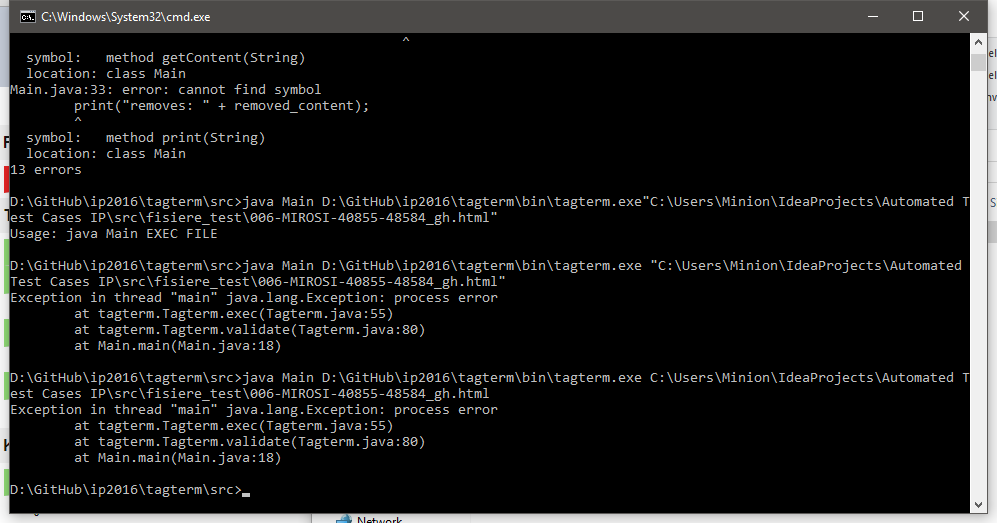 C:\Windows\System32\cmd.exe
^
symbol:   method getContent(String)
location: class Main
Main.java:33: error: cannot find symbol
print("removes: " + removed_content);
^
symbol:   method print(String)
location: class Main
13 errors
D:\GitHub\ip2016\tagterm\src>java Main D:\GitHub\ip2016\tagterm\bin\tagterm.exe"C:\Users\Minion\IdeaProjects\Automated T
est Cases IP\src\fisiere_test\006-MIROSI-40855-48584_gh.html"
Usage: java Main EXEC FILE
D:\GitHub\ip2016\tagterm\src>java Main D:\GitHub\ip2016\tagterm\bin\tagterm.exe "C:\Users\Minion\IdeaProjects\Automated
Test Cases IP\src\fisiere_test\006-MIROSI-40855-48584_gh.html"
Exception in thread "main" java.lang.Exception: process error
at tagterm.Tagterm.exec(Tagterm.java:55)
at tagterm.Tagterm.validate(Tagterm.java:80)
at Main.main(Main.java:18)
D:\GitHub\ip2016\tagterm\src>java Main D:\GitHub\ip2016\tagterm\bin\tagterm.exe C:\Users\Minion\IdeaProjects\Automated T
est Cases IP\src\fisiere_test\006-MIROSI-40855-48584_gh.html
Exception in thread "main" java.lang.Exception: process error
at tagterm.Tagterm.exec(Tagterm.java:55)
at tagterm.Tagterm.validate(Tagterm.java:80)
at Main.main(Main.java:18)
D:\GitHub\ip2016\tagterm\src>
Network